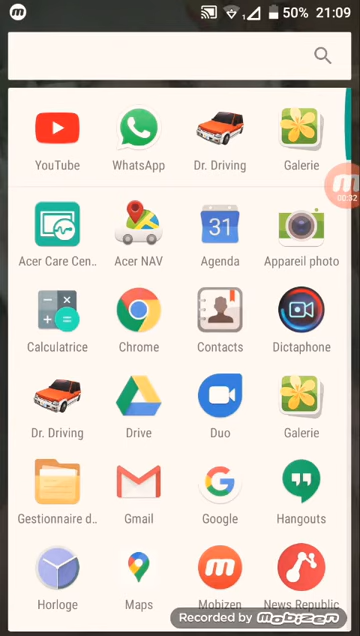 50% 21:09
YouTube WhatsApp Dr. Driving Galerie
00:32
31
Acer Care Cen.. Acer NAV Agenda Appareil photo
Calculatrice Chrome Contacts Dictaphone
Dr. Driving Drive Duo Galerie
Gestionnaire d.. Gmail Google Hangouts
Horloge Maps Mobizen News Republic
Recorded by mobizen